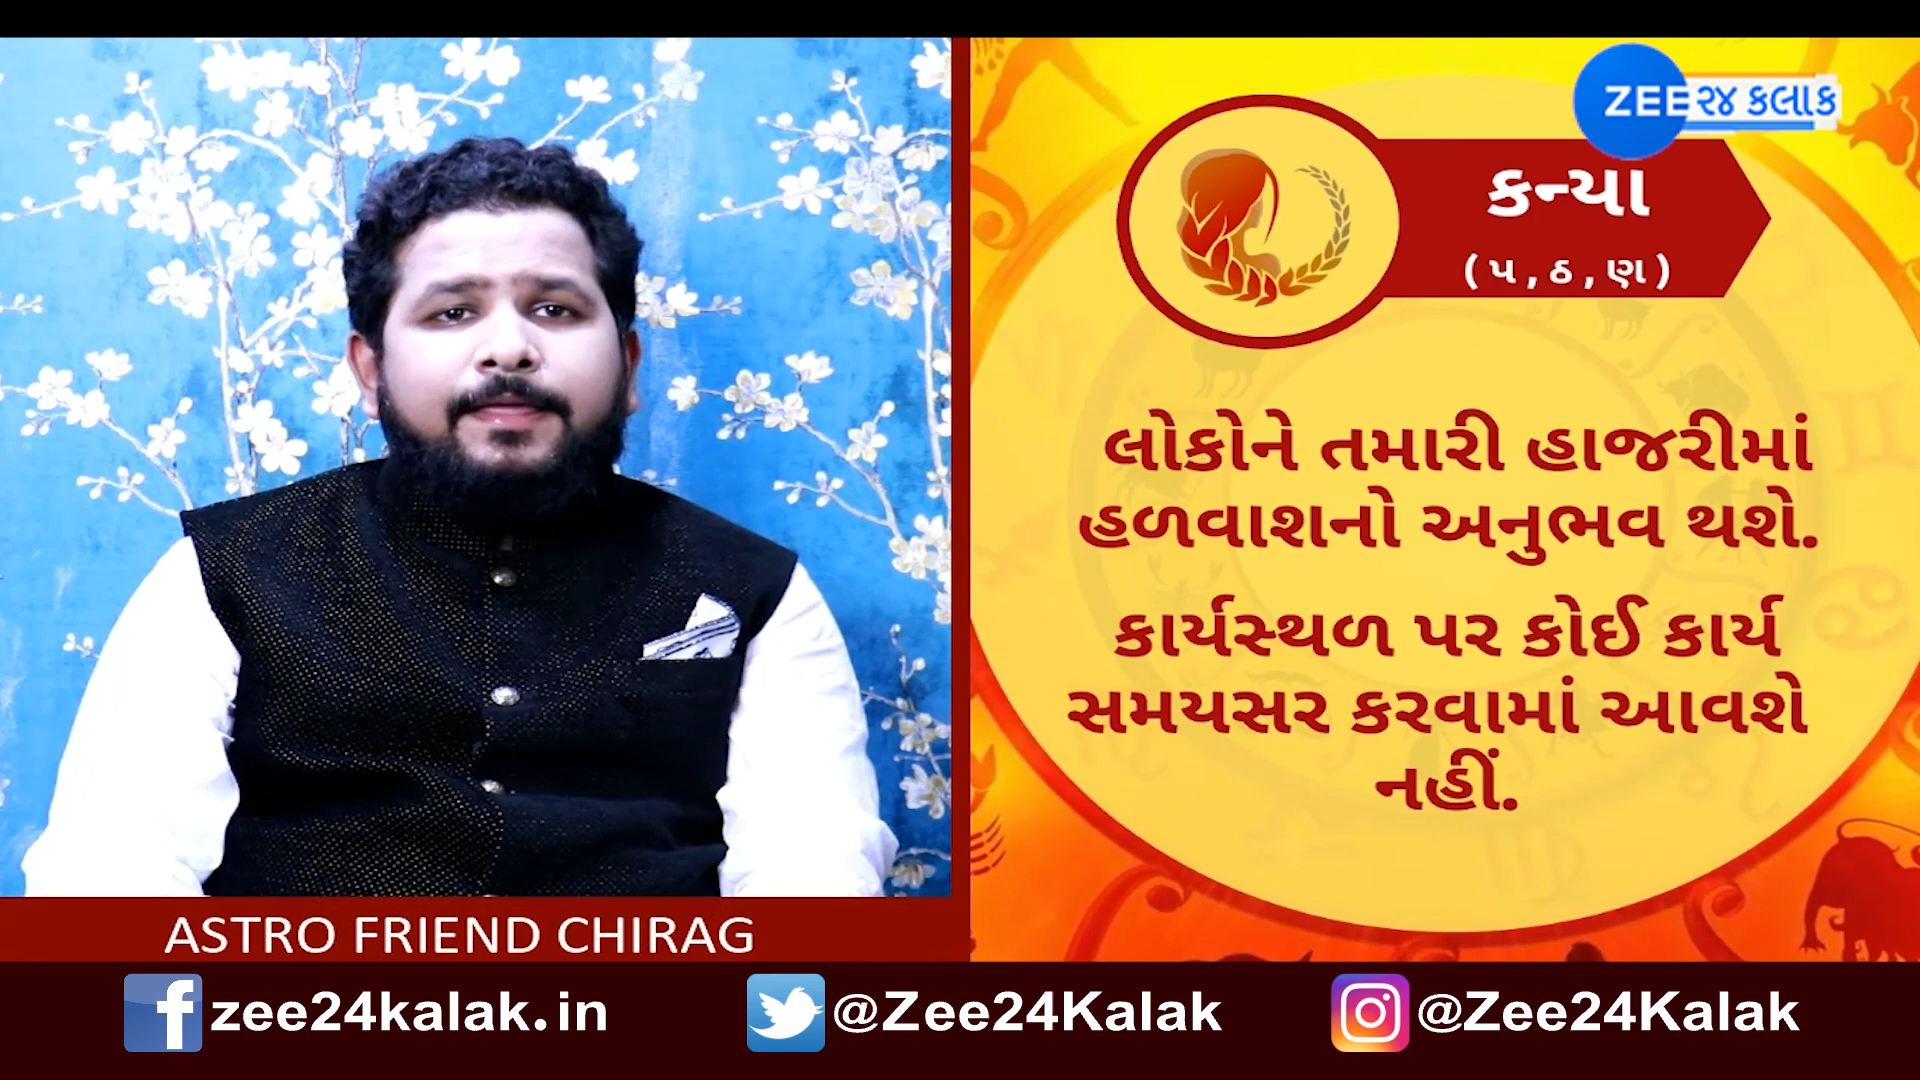 ZEE ૨૪ કલાક
કન્યા
(પ,ઠ,ણ)
લોકોને તમારી હાજરીમાં
હળવાશનો અનુભવ થશે.
કાર્યસ્થળ પર કોઈ કાર્ય
સમયસર કરવામાં આવશે
નહીં.
ASTRO FRIEND CHIRAG
zee24kalak.in
@Zee24Kalak
@Zee24Kalak